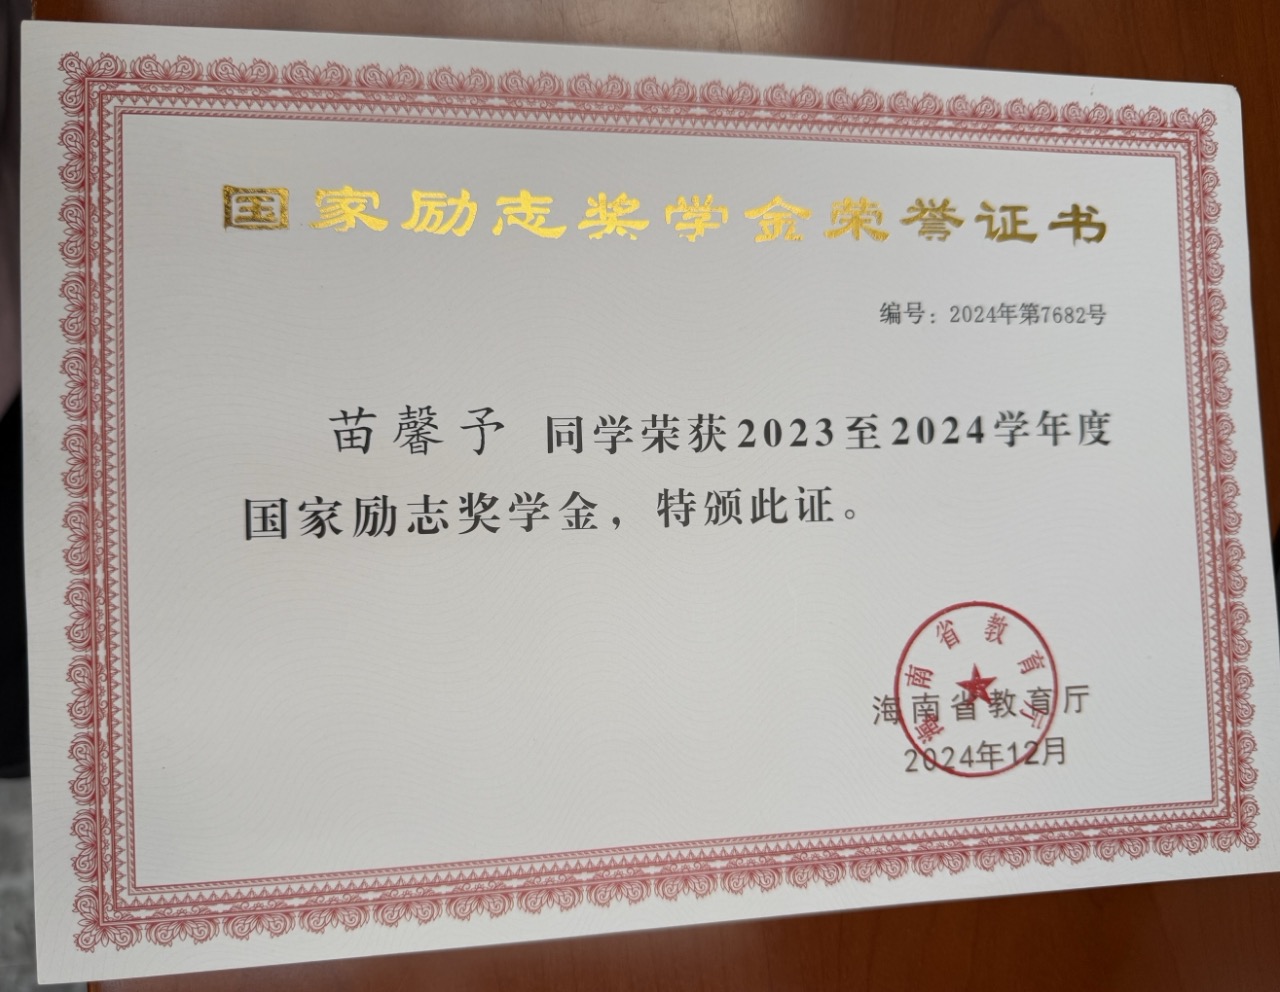 国家励志奖学金荣誉证书
编号：2024年第7682号
苗馨予 同学荣获2023至2024学年度
国家励志奖学金，特颁此证。
海南省教育厅
海南省教育厅
2024年12月